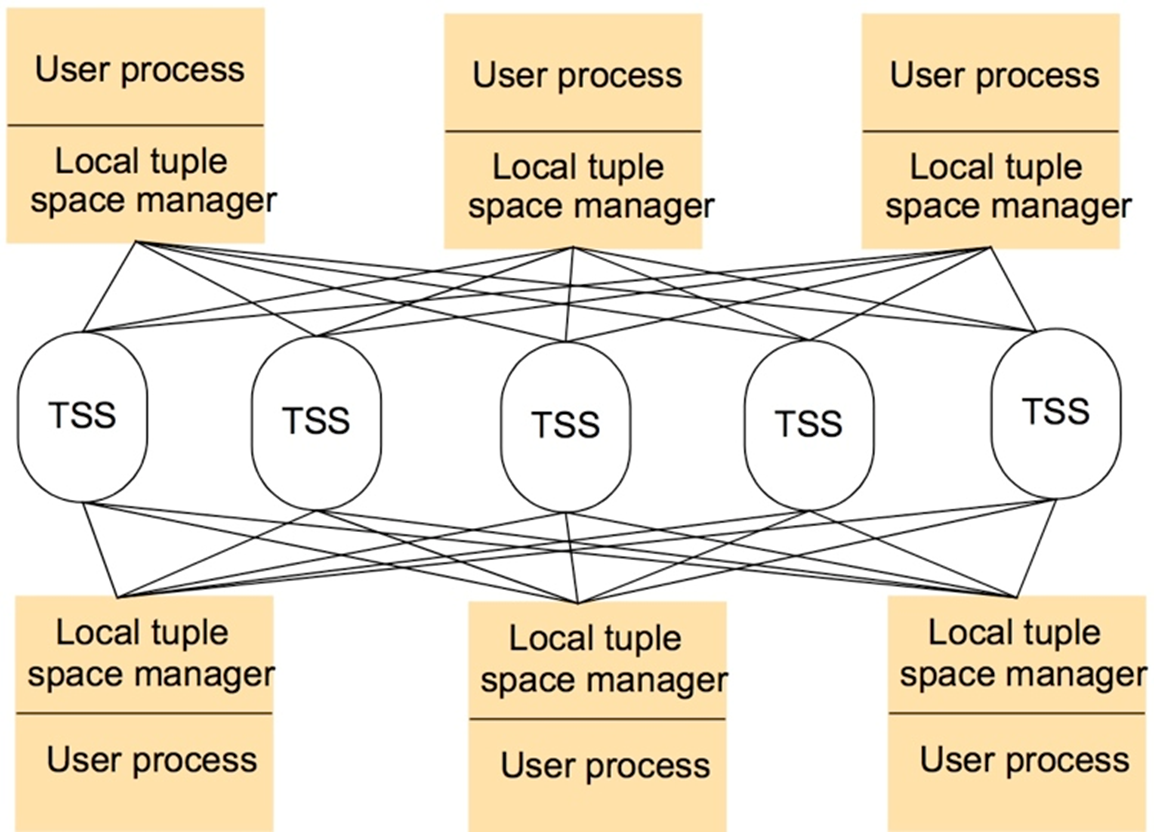 User process
User process
User process
Local tuple
space manager
Local tuple
space manager
Local tuple
space manager
TSS
TSS
TSS
TSS
TSS
Local tuple
space manager
Local tuple
space manager
Local tuple
space manager
User process
User process
User process